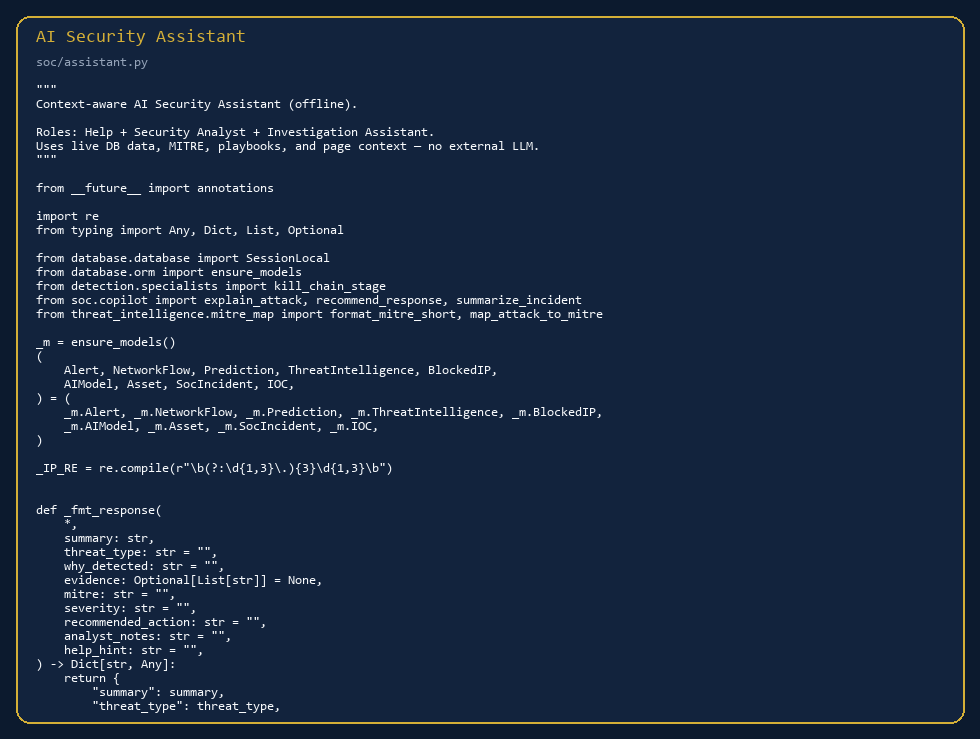 AI Security Assistant
soc/assistant.py
"""
Context-aware AI Security Assistant (offline).
Roles: Help + Security Analyst + Investigation Assistant.
Uses live DB data, MITRE, playbooks, and page context — no external LLM.
"""
from __future__ import annotations
import re
from typing import Any, Dict, List, Optional
from database.database import SessionLocal
from database.orm import ensure_models
from detection.specialists import kill_chain_stage
from soc.copilot import explain_attack, recommend_response, summarize_incident
from threat_intelligence.mitre_map import format_mitre_short, map_attack_to_mitre
_m = ensure_models()
(
    Alert, NetworkFlow, Prediction, ThreatIntelligence, BlockedIP,
    AIModel, Asset, SocIncident, IOC,
) = (
    _m.Alert, _m.NetworkFlow, _m.Prediction, _m.ThreatIntelligence, _m.BlockedIP,
    _m.AIModel, _m.Asset, _m.SocIncident, _m.IOC,
)
_IP_RE = re.compile(r"\b(?:\d{1,3}\.){3}\d{1,3}\b")
def _fmt_response(
    *,
    summary: str,
    threat_type: str = "",
    why_detected: str = "",
    evidence: Optional[List[str]] = None,
    mitre: str = "",
    severity: str = "",
    recommended_action: str = "",
    analyst_notes: str = "",
    help_hint: str = "",
) -> Dict[str, Any]:
    return {
        "summary": summary,
        "threat_type": threat_type,